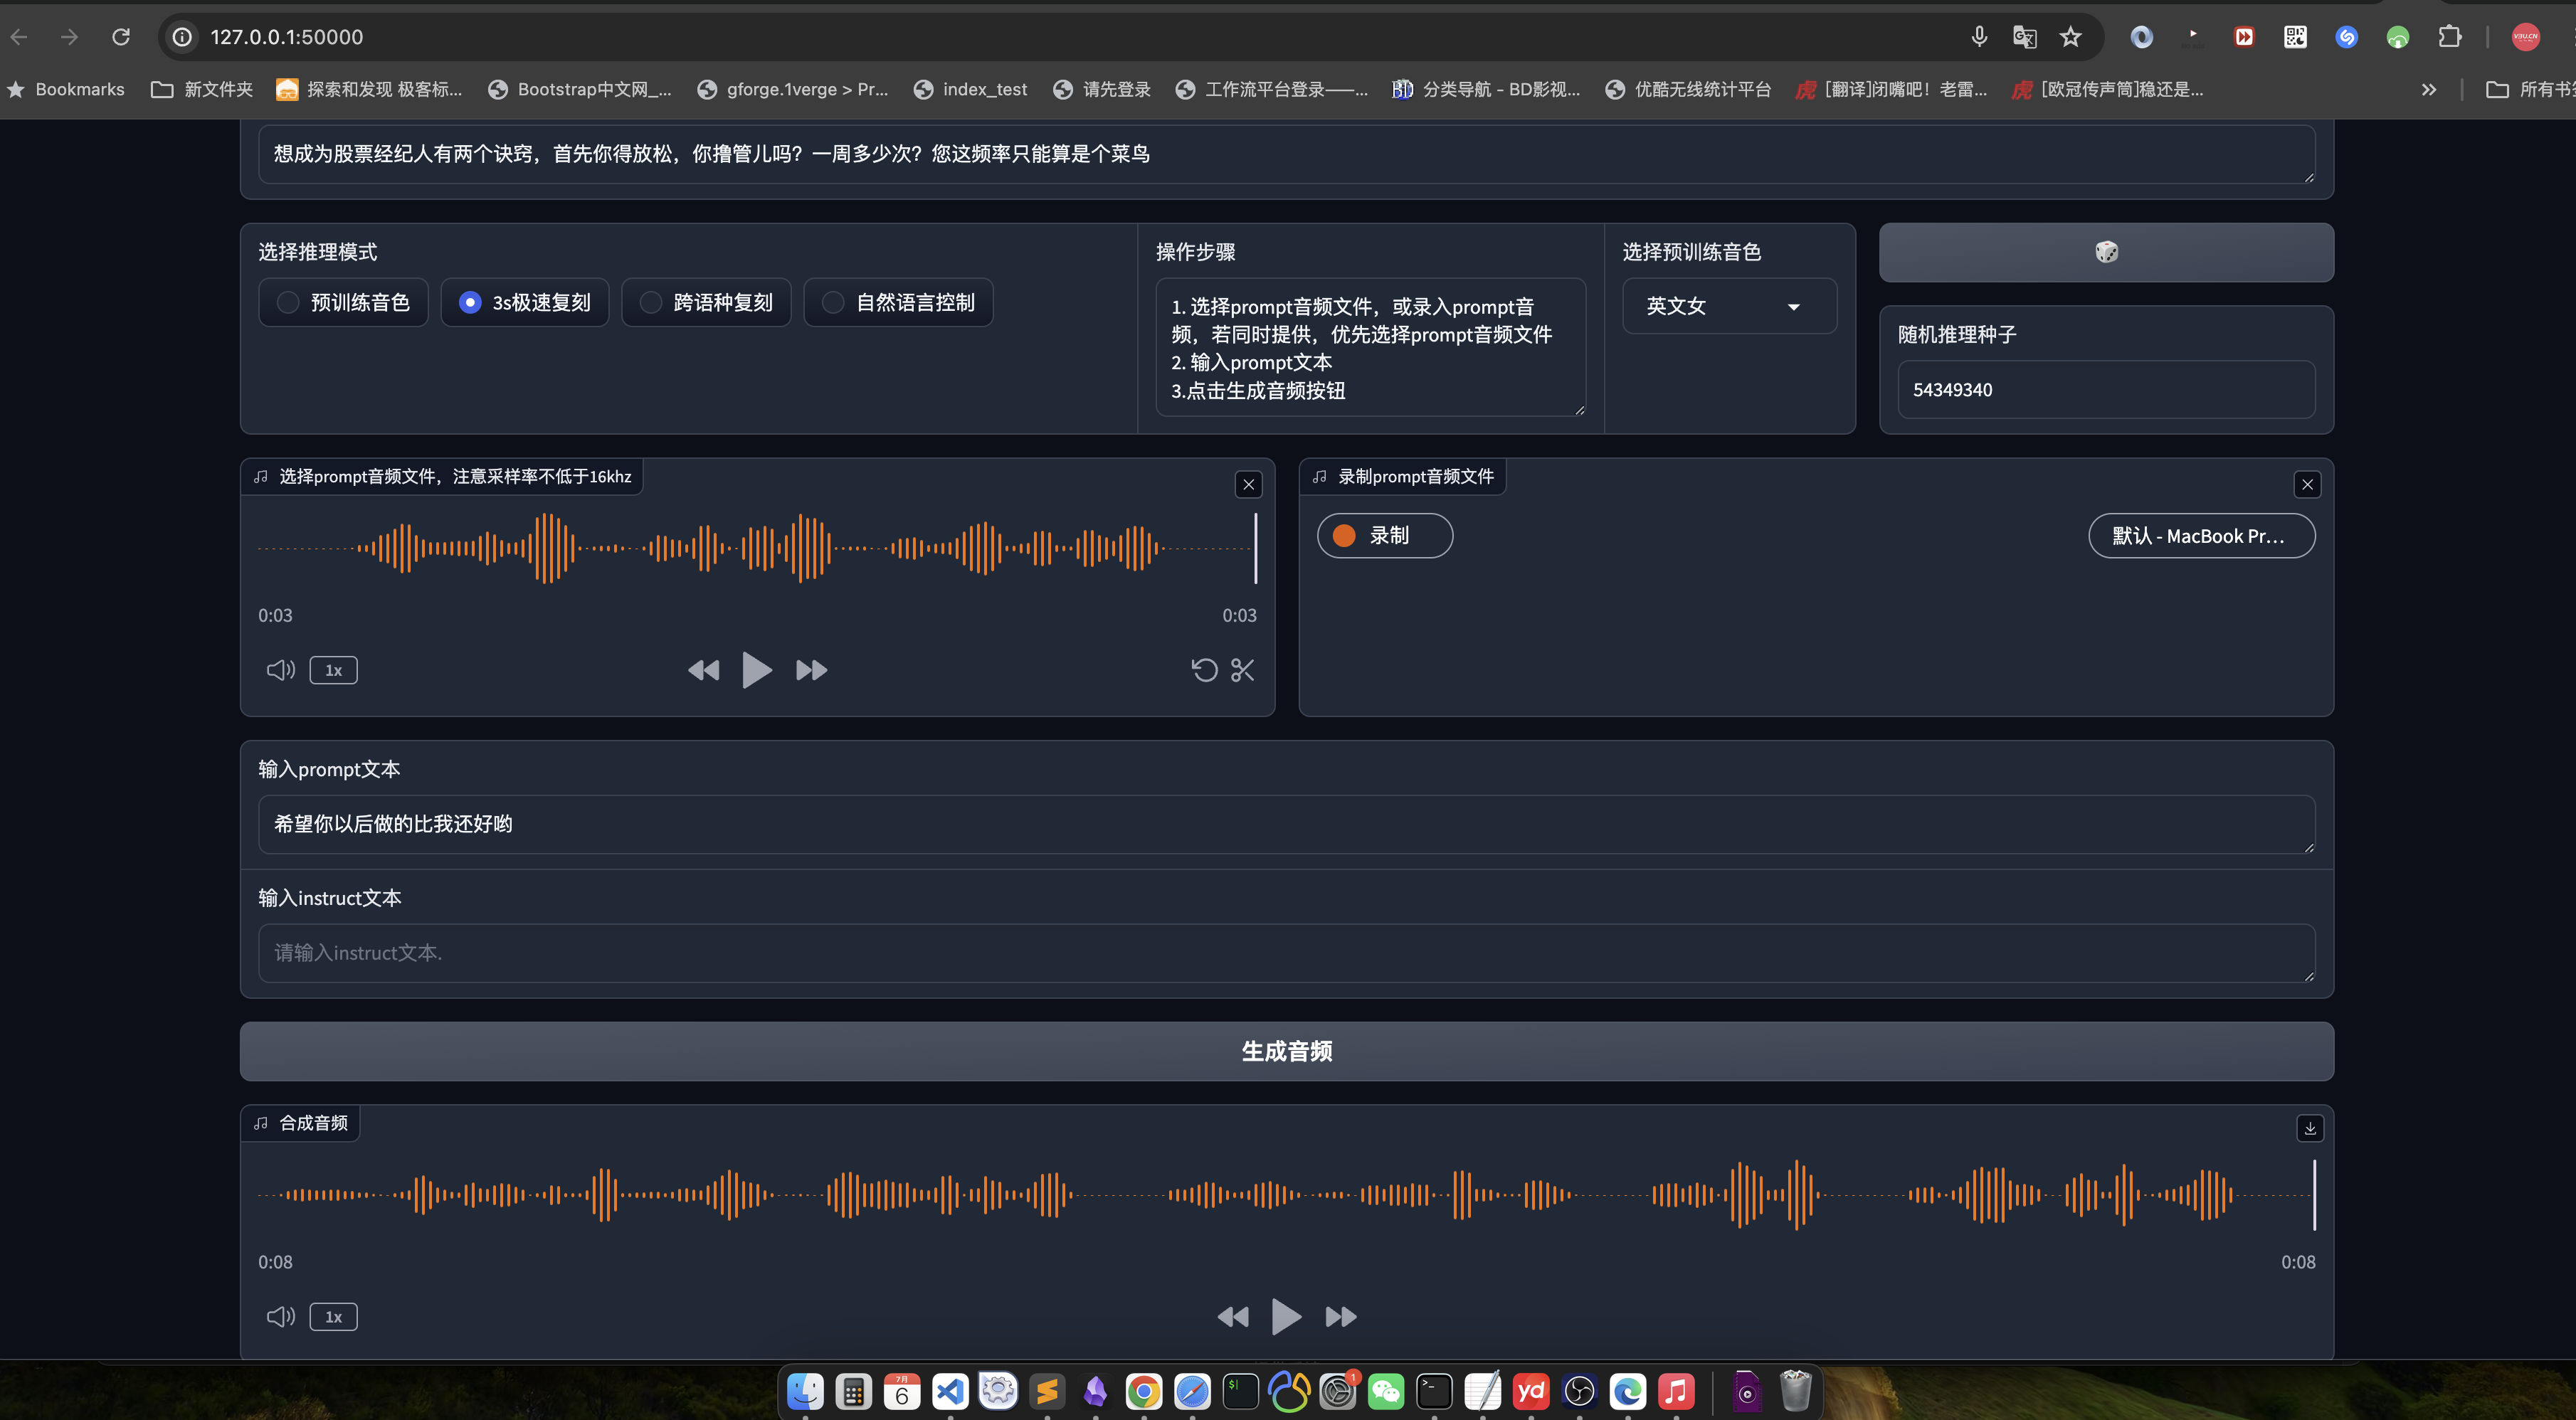 127.0.0.1:50000
Bookmarks
新文件夹
探索和发现 极客标...
Bootstrap中文网_...
gforge.1verge > Pr...
index_test
请先登录
工作流平台登录——...
分类导航 - BD影视...
优酷无线统计平台
[翻译]闭嘴吧！老雷...
[欧冠传声筒]稳还是...
所有书
想成为股票经纪人有两个诀窍，首先你得放松，你撸管儿吗？一周多少次？您这频率只能算是个菜鸟
选择推理模式
预训练音色
3s极速复刻
跨语种复刻
自然语言控制
操作步骤
1. 选择prompt音频文件，或录入prompt音
频，若同时提供，优先选择prompt音频文件
2. 输入prompt文本
3.点击生成音频按钮
选择预训练音色
英文女
随机推理种子
54349340
选择prompt音频文件，注意采样率不低于16khz
0:03
0:03
1x
录制prompt音频文件
录制
默认 - MacBook Pr...
输入prompt文本
希望你以后做的比我还好哟
输入instruct文本
请输入instruct文本.
生成音频
合成音频
0:08
0:08
1x
7月
6
$
1
>_
yd